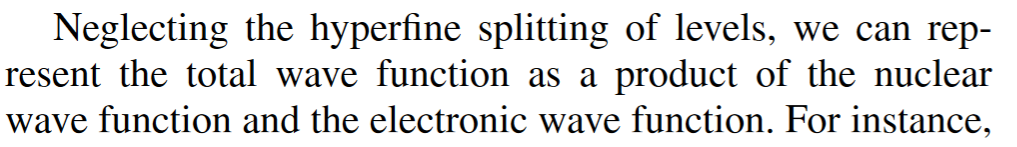 Neglecting the hyperfine splitting of levels, we can rep-
resent the total wave function as a product of the nuclear
wave function and the electronic wave function. For instance,